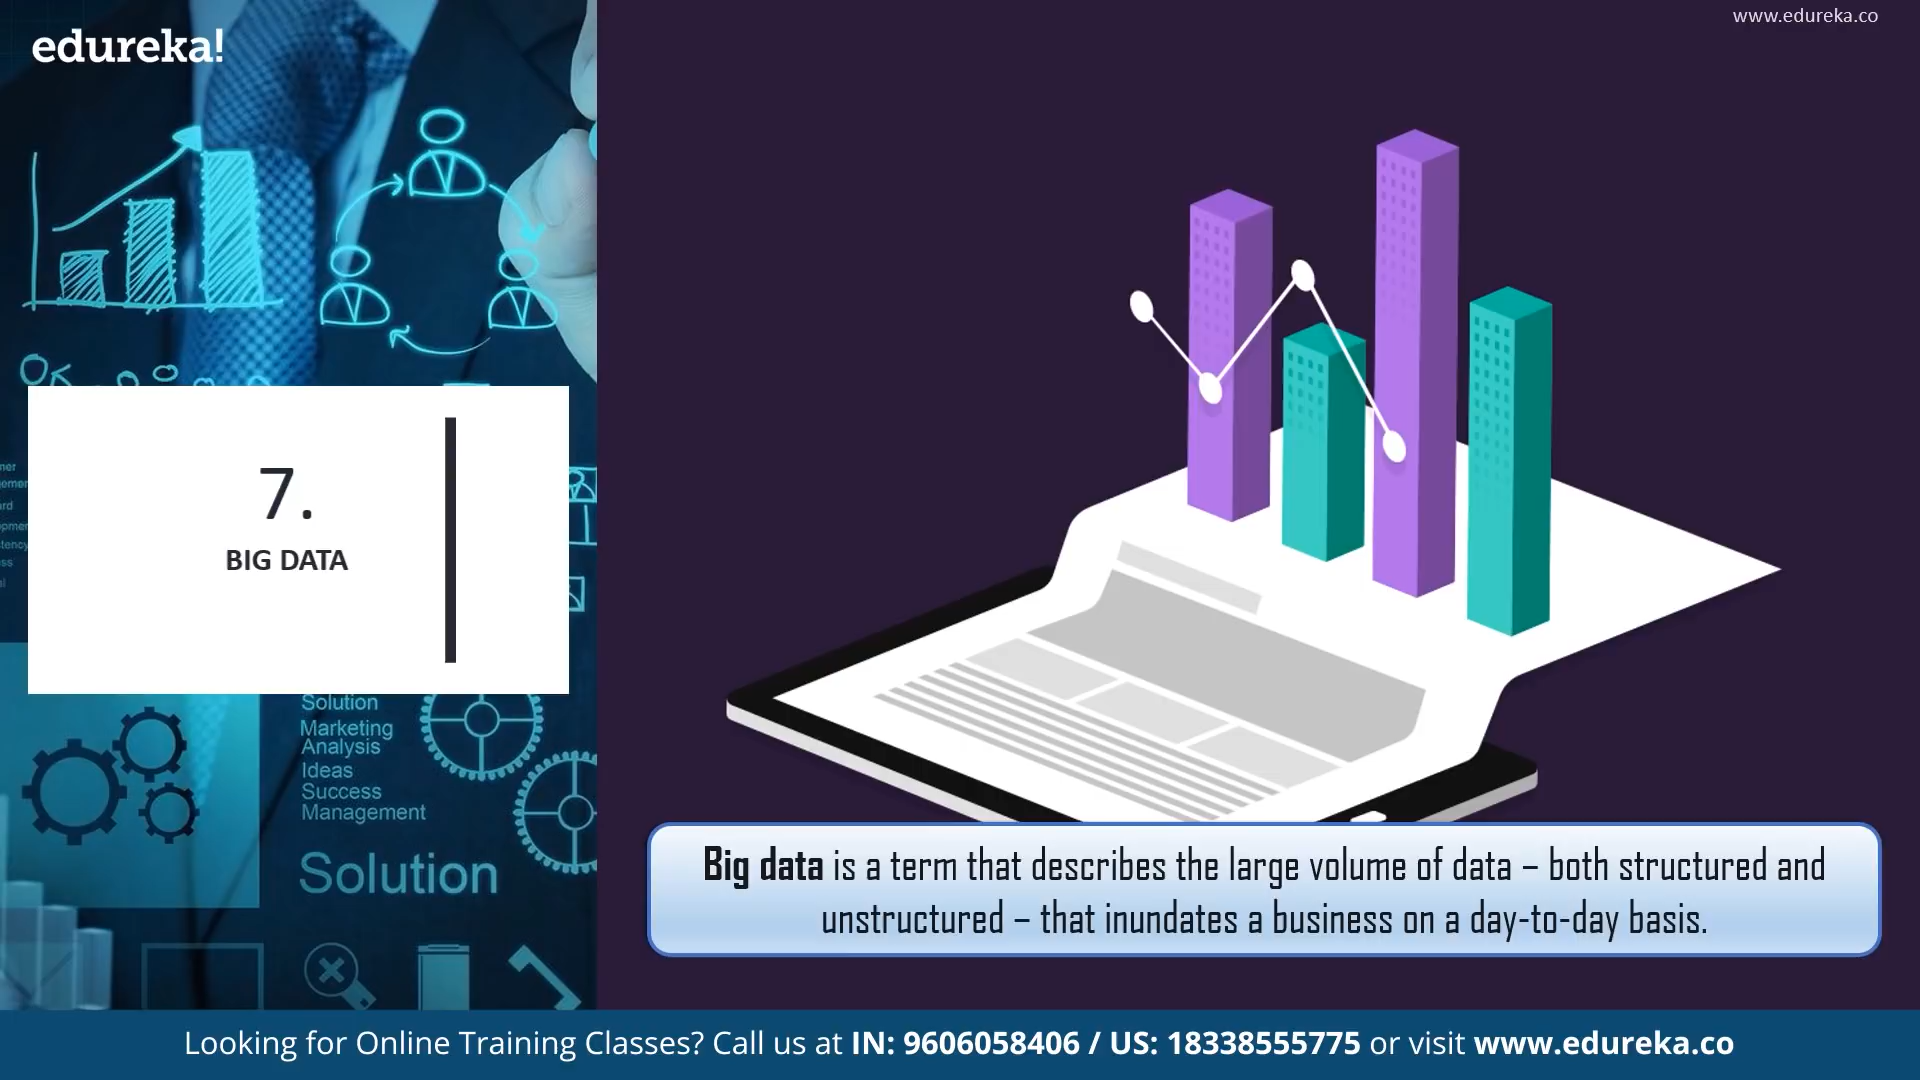 edureka!
www.edureka.co
7.
BIG DATA
Solution
Marketing
Analysis
Ideas
Success
Management
Solution
Big data is a term that describes the large volume of data – both structured and
unstructured – that inundates a business on a day-to-day basis.
Looking for Online Training Classes? Call us at IN: 9606058406 / US: 18338555775 or visit www.edureka.co